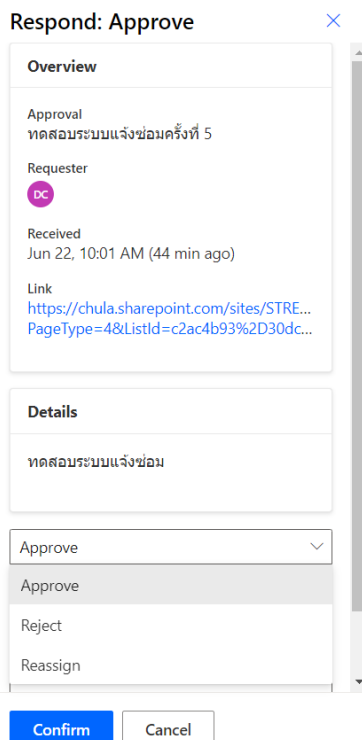 Respond: Approve
Overview
Approval
ทดสอบระบบแจ้งซ่อมครั้งที่ 5
Requester
DC
Received
Jun 22, 10:01 AM (44 min ago)
Link
https://chula.sharepoint.com/sites/STRE...
PageType=4&ListId=c2ac4b93%2D30dc...
Details
ทดสอบระบบแจ้งซ่อม
Approve
Approve
Reject
Reassign
Confirm
Cancel